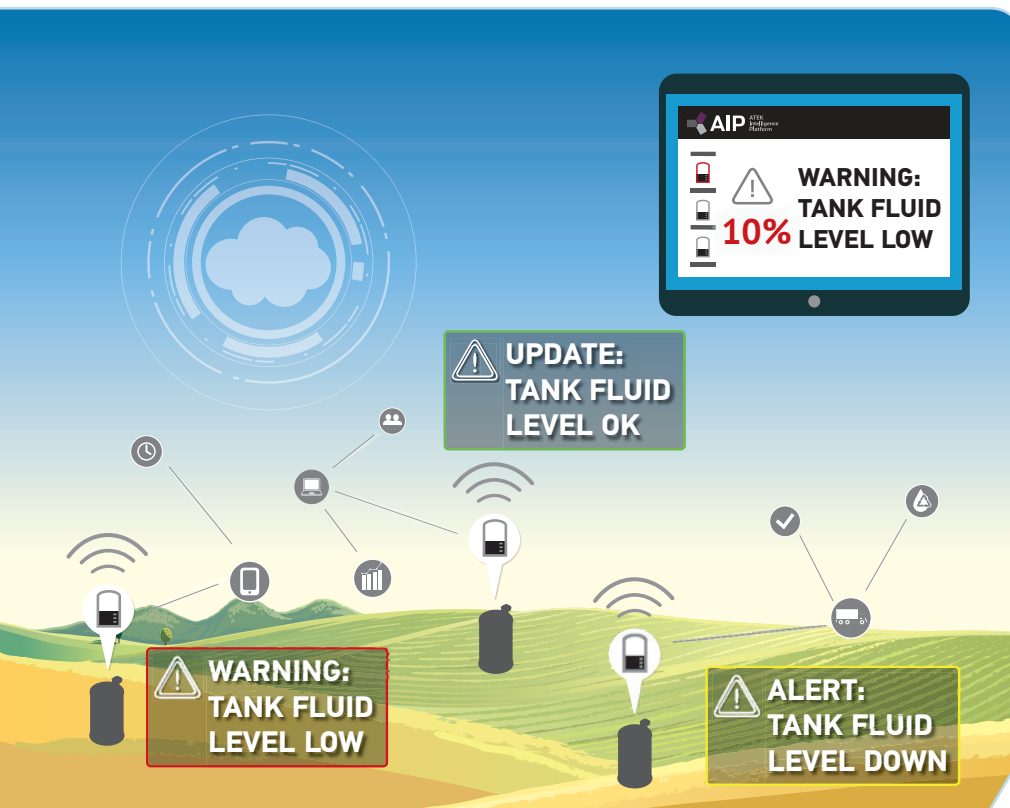 AIP ATEK
Intelligence
Platform
WARNING:
TANK FLUID
10% LEVEL LOW
UPDATE:
TANK FLUID
LEVEL OK
WARNING:
TANK FLUID
LEVEL LOW
ALERT:
TANK FLUID
LEVEL DOWN